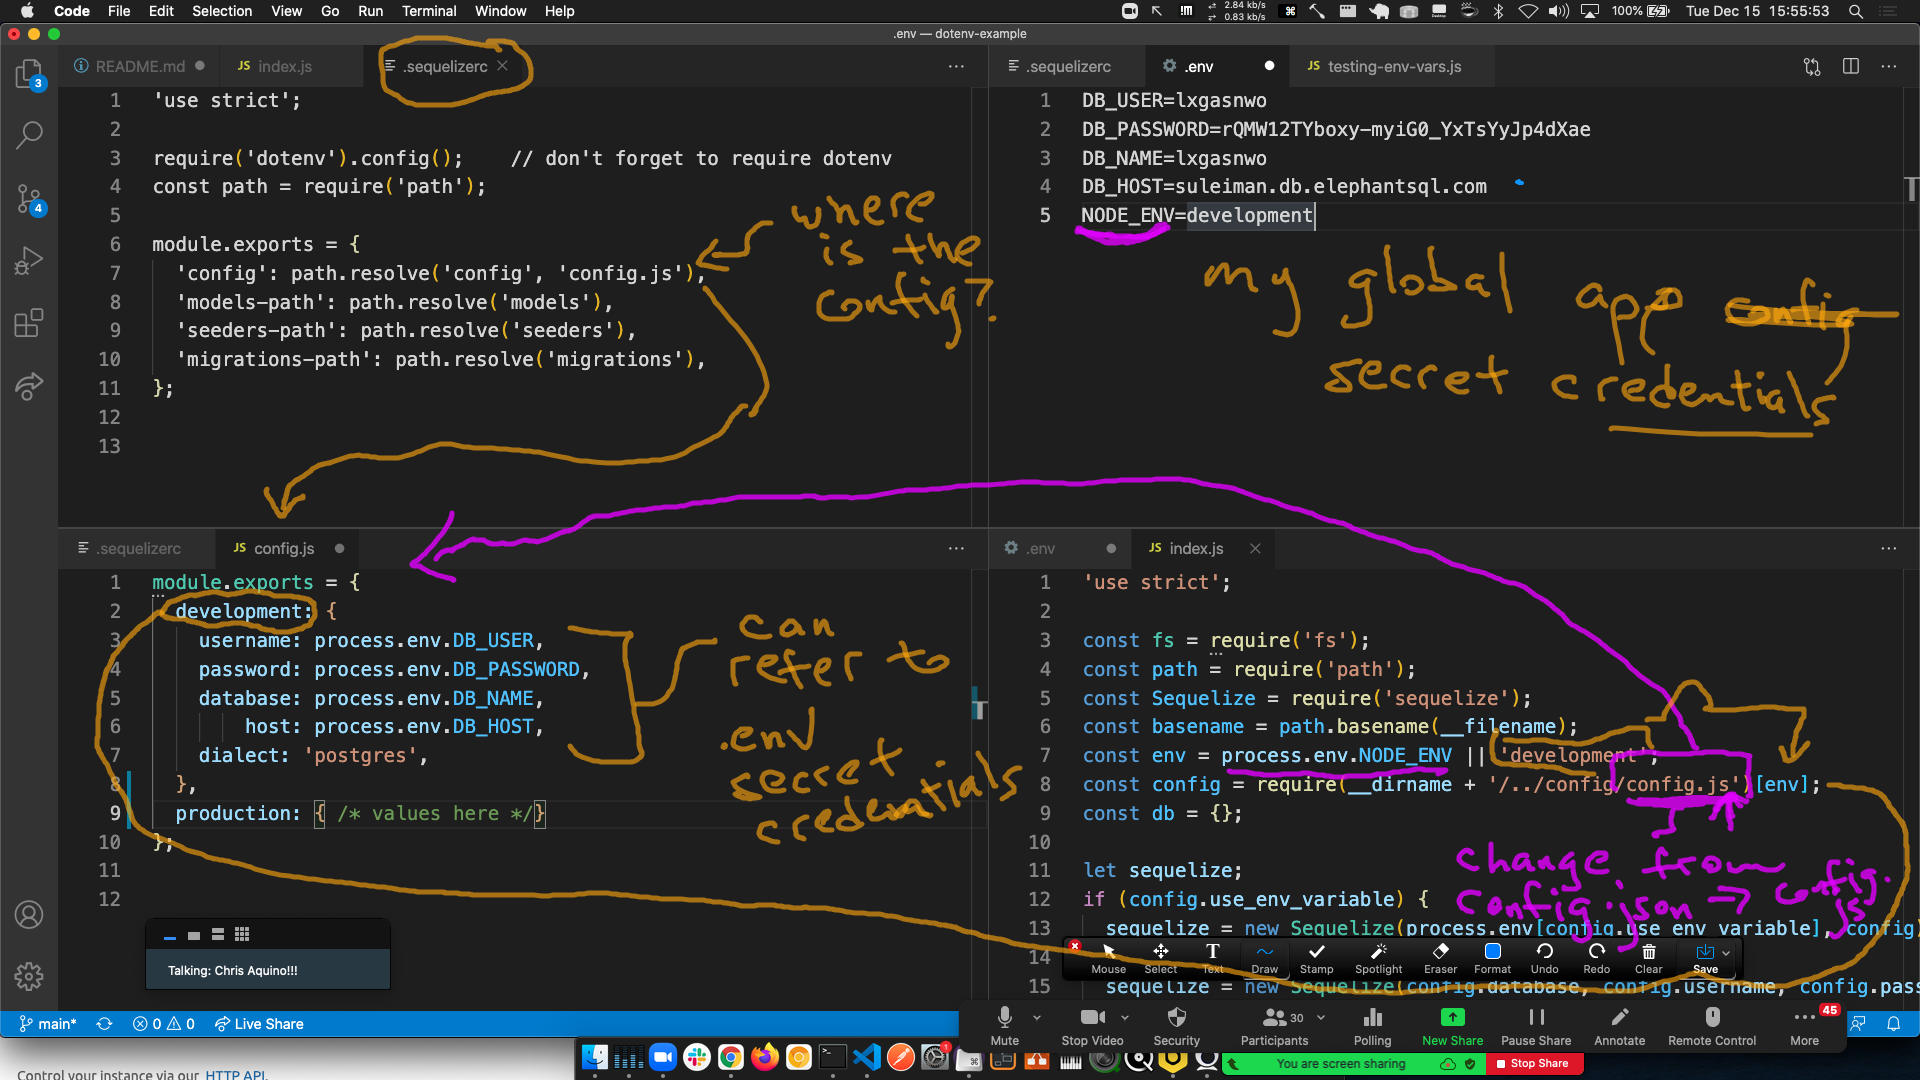 Code File Edit Selection View Go Run Terminal Window Help
2.84 kb/s
0.83 kb/s
100% Tue Dec 15 15:55:53
.env — dotenv-example
README.md
JS index.js
.sequelizerc
1 'use strict';
2
3 require('dotenv').config(); // don't forget to require dotenv
4 const path = require('path');
5
6 module.exports = {
7 'config': path.resolve('config', 'config.js'),
8 'models-path': path.resolve('models'),
9 'seeders-path': path.resolve('seeders'),
10 'migrations-path': path.resolve('migrations'),
11 };
12
13
where
is the
config?
.sequelizerc
.env
JS testing-env-vars.js
1 DB_USER=lxgasnwo
2 DB_PASSWORD=rQMW12TYboxy-myiG0_YxTsYyJp4dXae
3 DB_NAME=lxgasnwo
4 DB_HOST=suleiman.db.elephantsql.com
5 NODE_ENV=development
my global app config
secret credentials
3
4
.sequelizerc
JS config.js
1 module.exports = {
2 development: {
3 username: process.env.DB_USER,
4 password: process.env.DB_PASSWORD,
5 database: process.env.DB_NAME,
6 host: process.env.DB_HOST,
7 dialect: 'postgres',
8 },
9 production: { /* values here */}
10 };
11
12
can
refer to
.env
secret
credentials
.env
JS index.js
1 'use strict';
2
3 const fs = require('fs');
4 const path = require('path');
5 const Sequelize = require('sequelize');
6 const basename = path.basename(__filename);
7 const env = process.env.NODE_ENV || 'development';
8 const config = require(__dirname + '/../config/config.js')[env];
9 const db = {};
10
11 let sequelize;
12 if (config.use_env_variable) {
13 sequelize = new Sequelize(process.env[config.use_env_variable], config)
14
15 sequelize = new Sequelize(config.database, config.username, config.pass
change from
config.json => config.
js
Talking: Chris Aquino!!!
Mouse Select Text Draw Stamp Spotlight Eraser Format Undo Redo Clear Save
main* 0 0 Live Share
Mute Stop Video Security Participants 30 Polling New Share Pause Share Annotate Remote Control More 45
1
You are screen sharing Stop Share
Control your instance via our HTTP API.